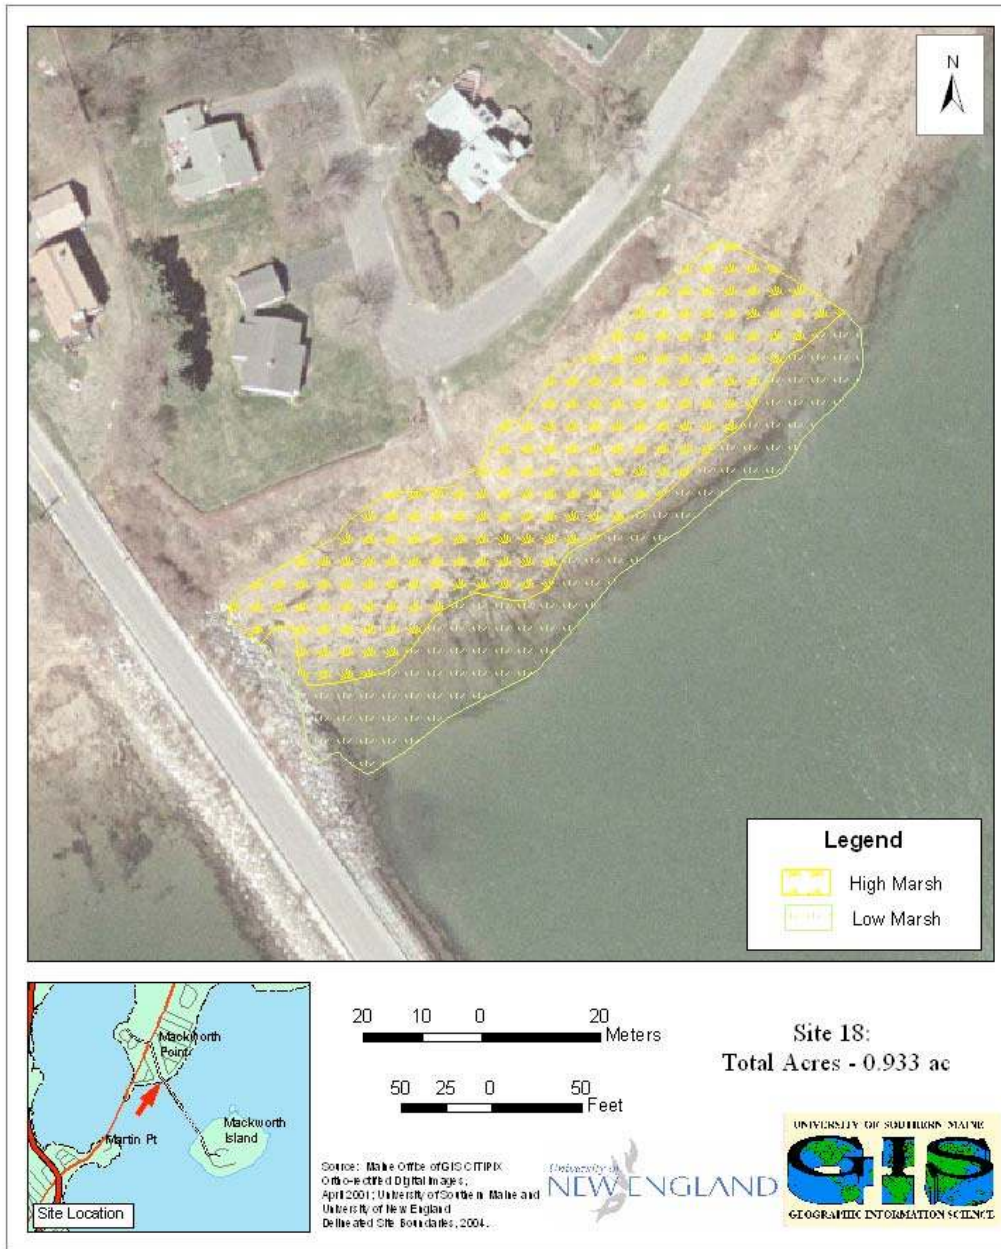 N
Legend
High Marsh
Low Marsh
Mackworth
Point
Mackworth
Island
Martin Pt
Site Location
20 10 0 20
Meters
50 25 0 50
Feet
Site 18:
Total Acres - 0.933 ac
Source: Maine Office of GIS CITIPIX
Ortho-rectified Digital Images,
April 2001; University of Southern Maine and
University of New England
Delineated Site Boundaries, 2004.
University of
NEW ENGLAND
UNIVERSITY OF SOUTHERN MAINE
GIS
GEOGRAPHIC INFORMATION SCIENCE